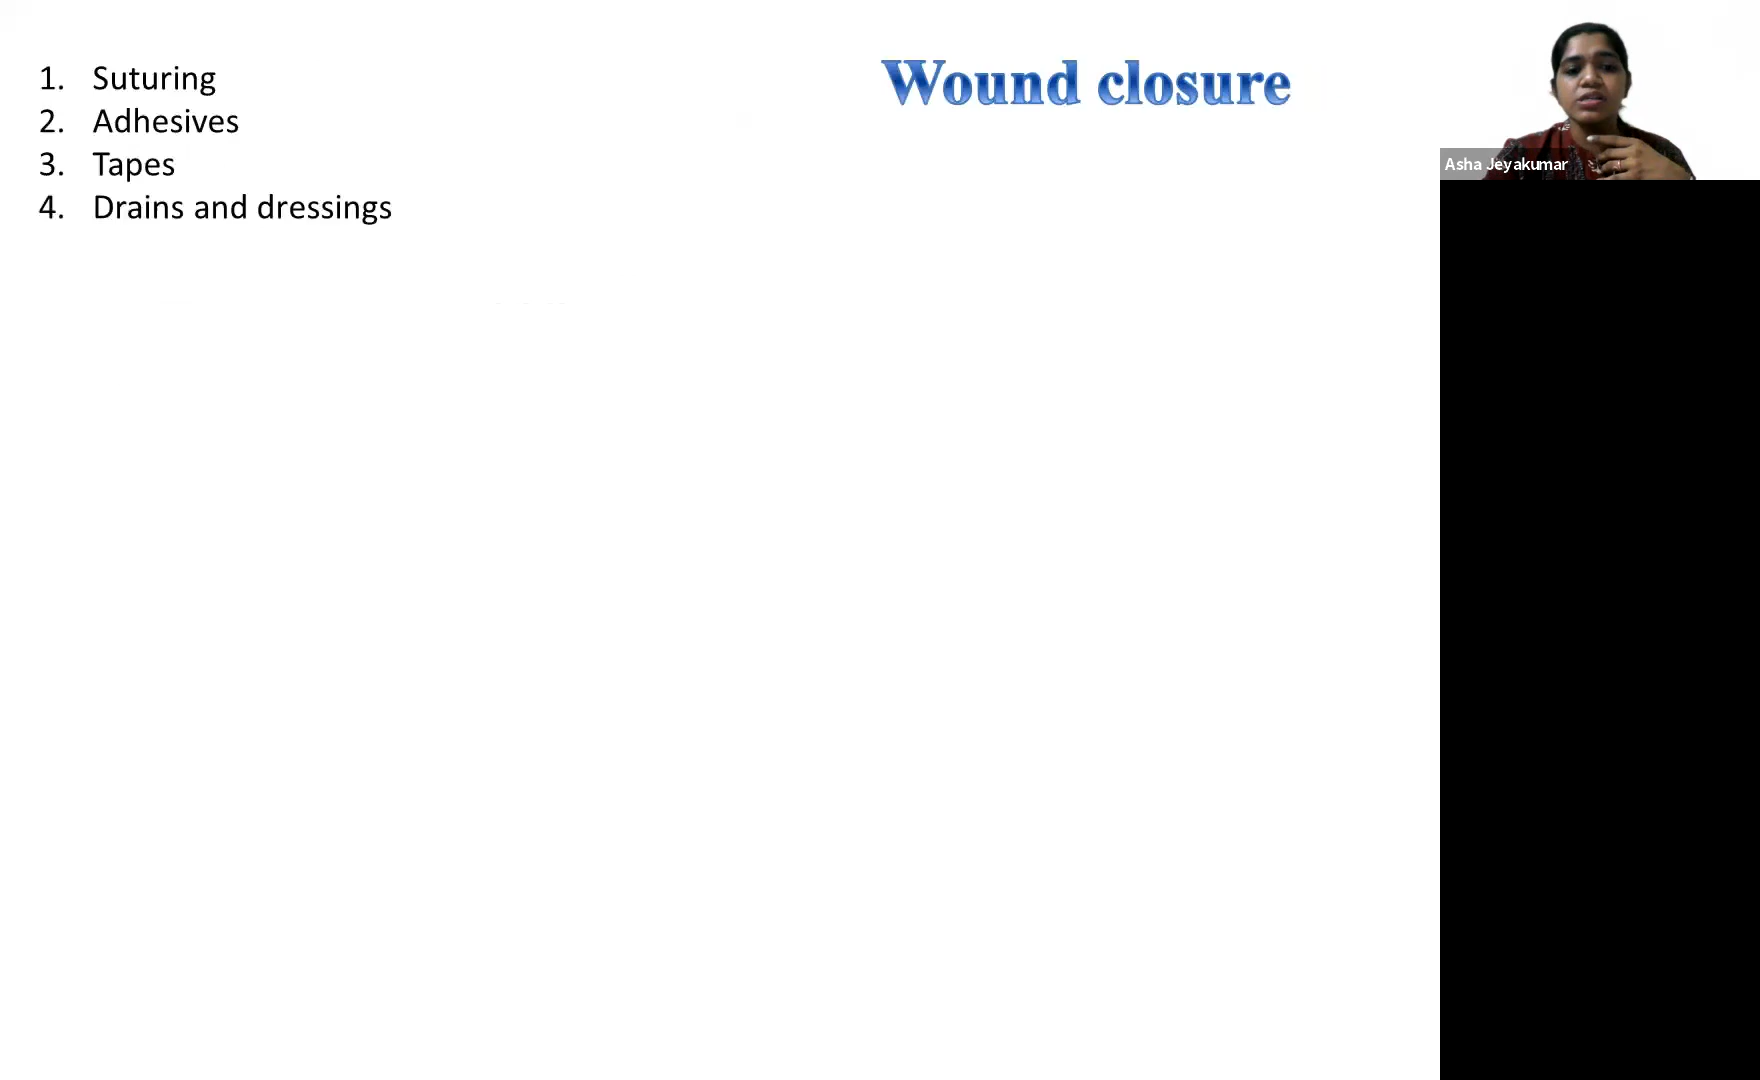 Wound closure
1. Suturing
2. Adhesives
3. Tapes
4. Drains and dressings
Asha Jeyakumar